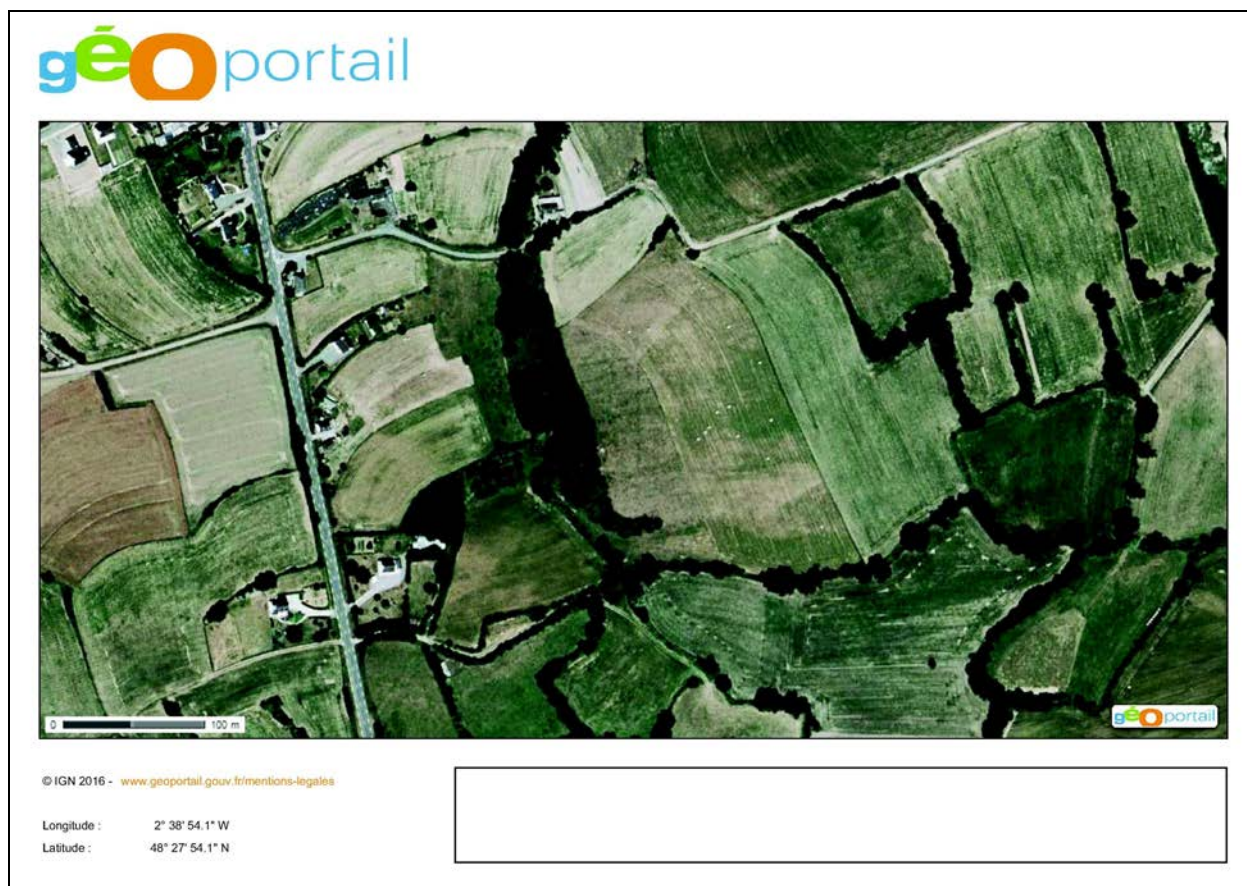 géoportail
0 100 m
géoportail
© IGN 2016 - www.geoportail.gouv.fr/mentions-legales
Longitude : 2° 38' 54.1" W
Latitude : 48° 27' 54.1" N